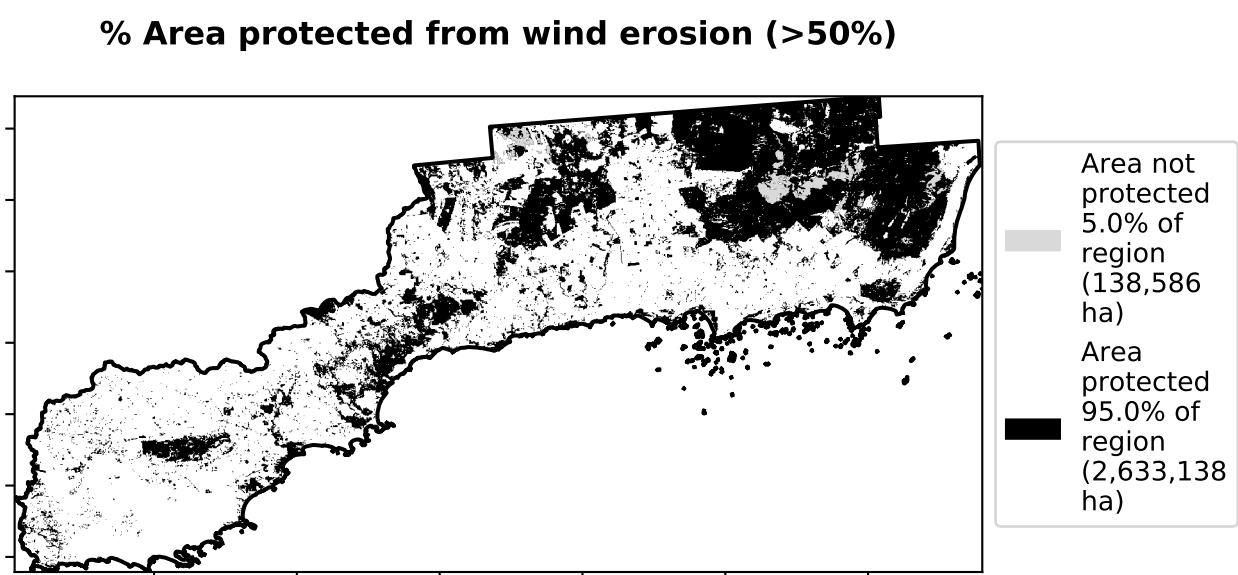 % Area protected from wind erosion (>50%)
Area not
protected
5.0% of
region
(138,586
ha)
Area
protected
95.0% of
region
(2,633,138
ha)